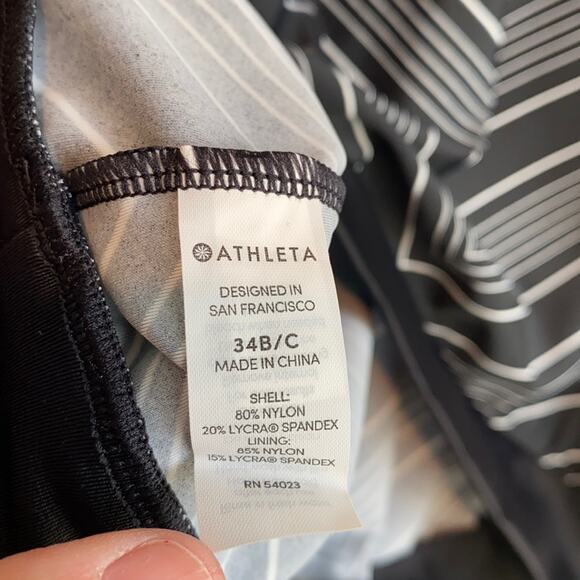 ATHLETA
DESIGNED IN
SAN FRANCISCO
34B/C
MADE IN CHINA
SHELL:
80% NYLON
20% LYCRA® SPANDEX
LINING:
85% NYLON
15% LYCRA® SPANDEX
RN 54023